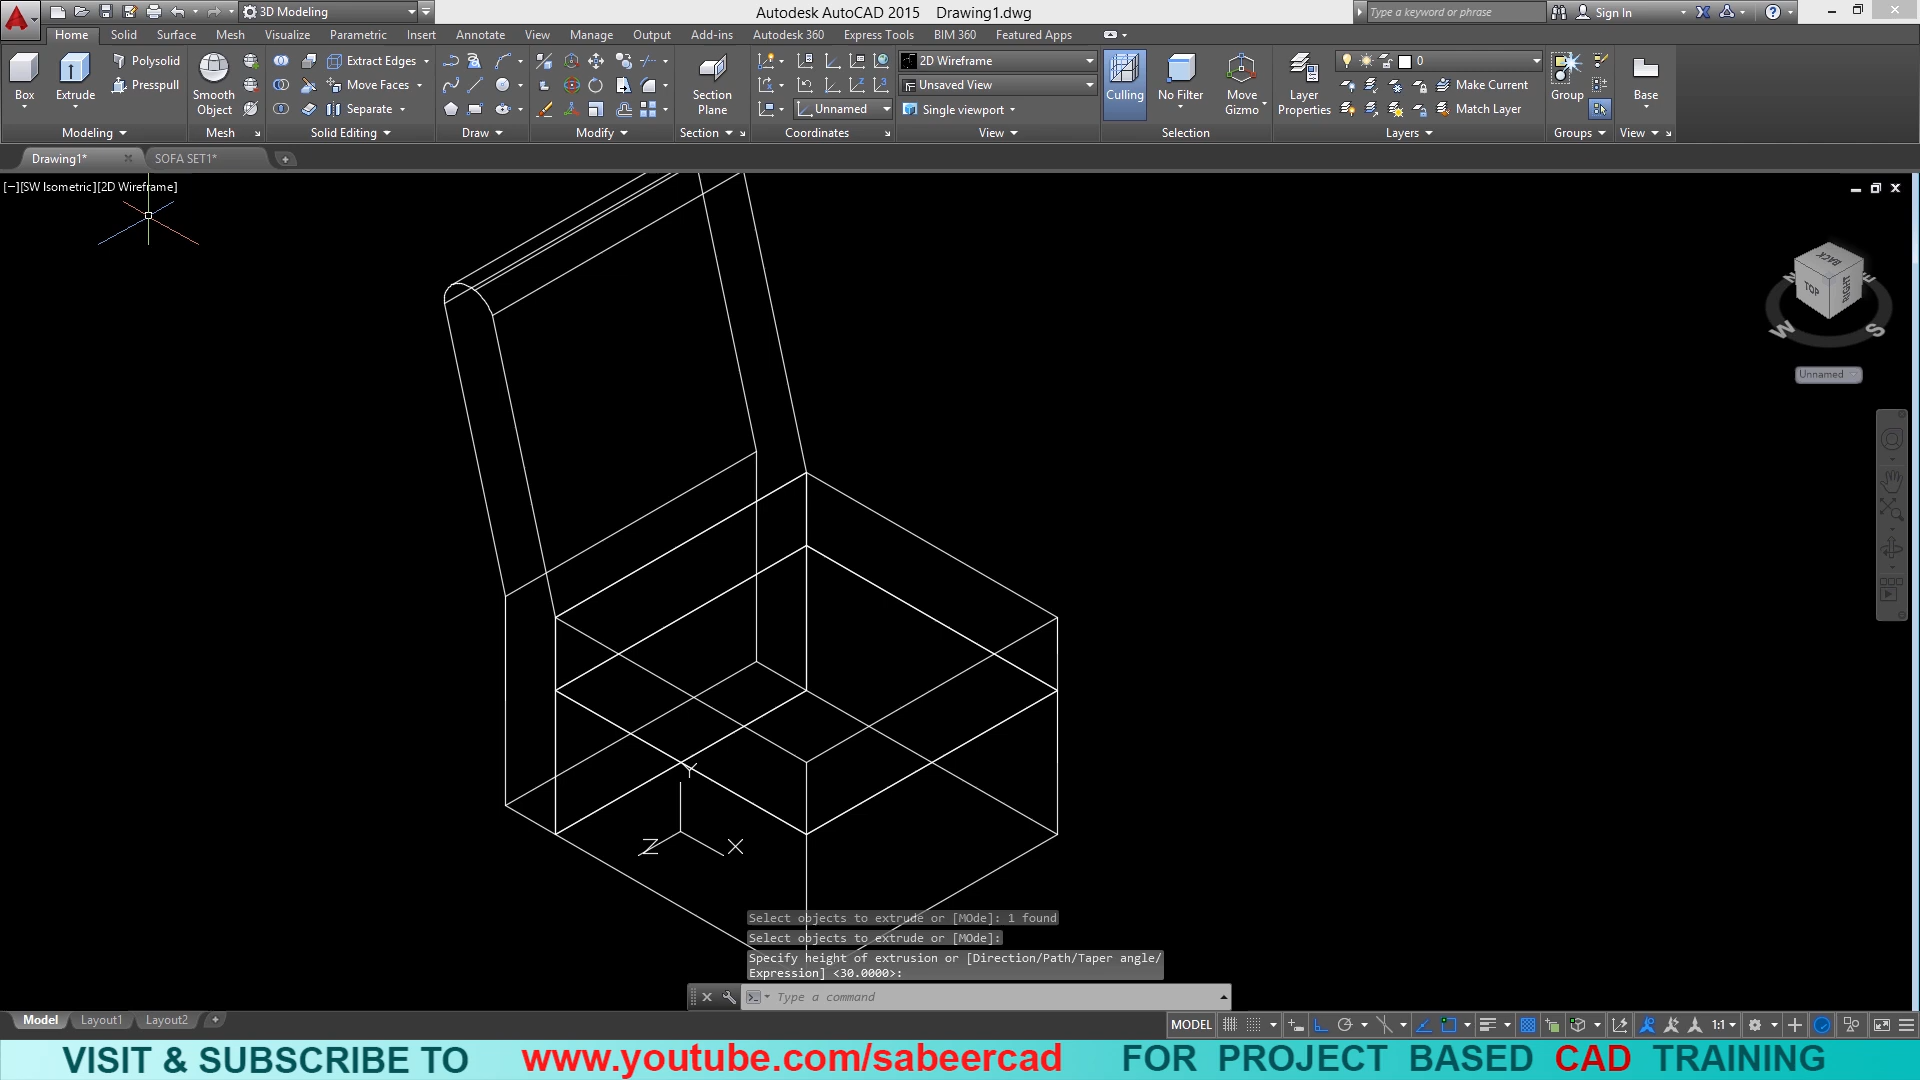 3D Modeling
Autodesk AutoCAD 2015 Drawing1.dwg
Type a keyword or phrase
Sign In
Home Solid Surface Mesh Visualize Parametric Insert Annotate View Manage Output Add-ins Autodesk 360 Express Tools BIM 360 Featured Apps
Box
Extrude
Polysolid
Presspull
Smooth Object
Extract Edges
Move Faces
Separate
Section Plane
Unnamed
2D Wireframe
Unsaved View
Single viewport
Culling
No Filter
Move Gizmo
Layer Properties
0
Make Current
Match Layer
Group
Base
Modeling Mesh Solid Editing Draw Modify Section Coordinates View Selection Layers Groups View
Drawing1* SOFA SET1*
[−][SW Isometric][2D Wireframe]
BACK
TOP
RIGHT
W
S
Unnamed
Y
Z
X
Select objects to extrude or [MOde]: 1 found
Select objects to extrude or [MOde]:
Specify height of extrusion or [Direction/Path/Taper angle/
Expression] <30.0000>:
Type a command
Model Layout1 Layout2
MODEL
1:1
VISIT & SUBSCRIBE TO www.youtube.com/sabeercad FOR PROJECT BASED CAD TRAINING